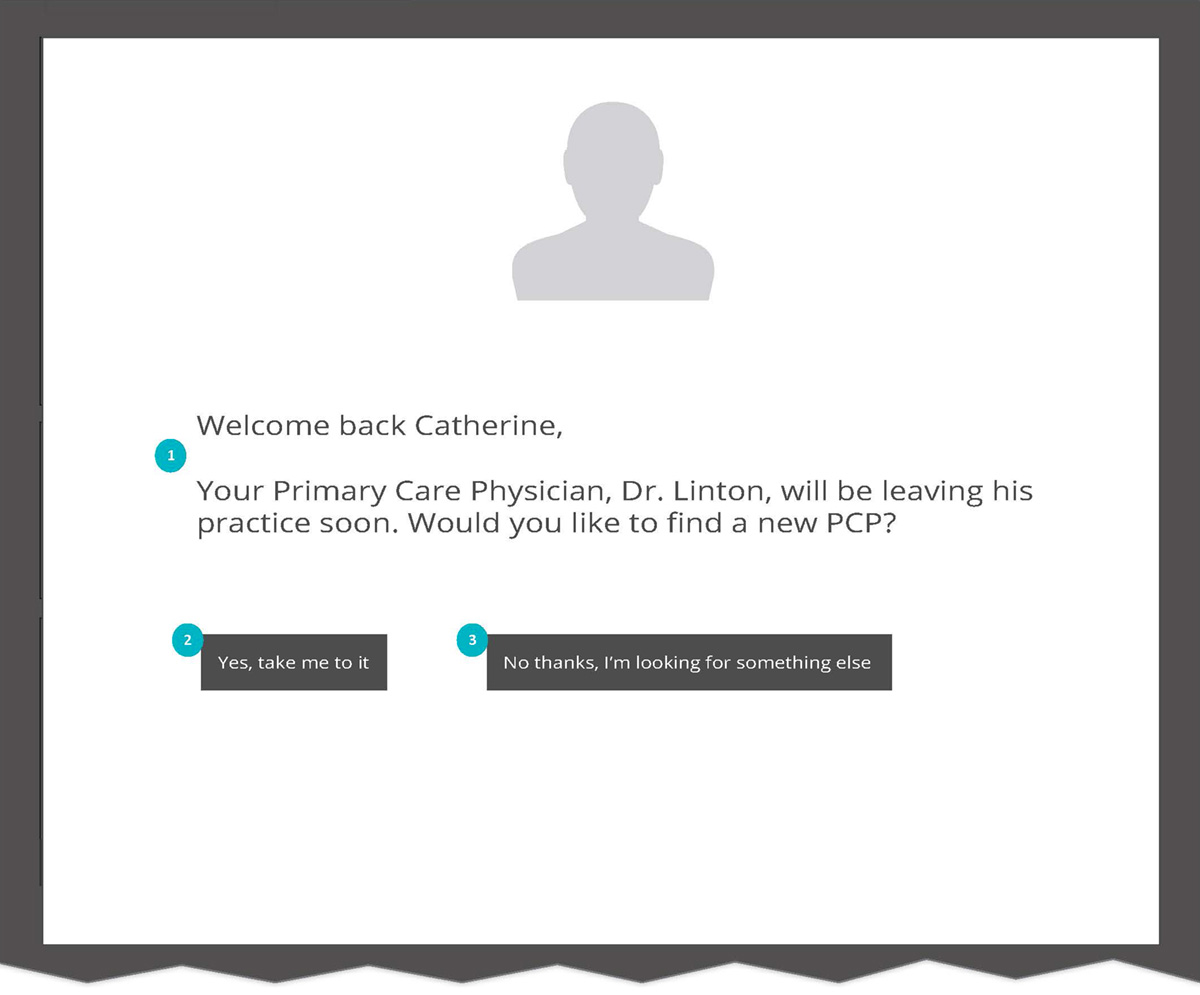 Welcome back Catherine,
1
Your Primary Care Physician, Dr. Linton, will be leaving his
practice soon. Would you like to find a new PCP?
2
Yes, take me to it
3
No thanks, I'm looking for something else